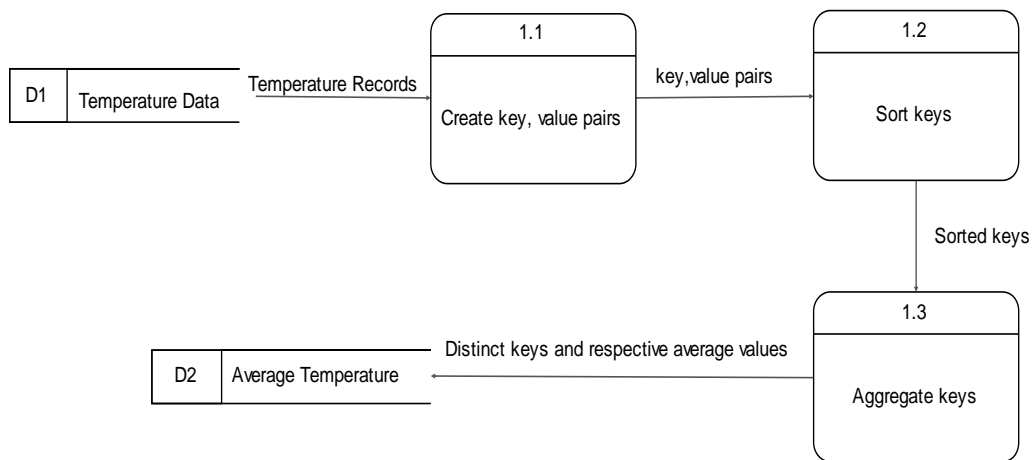 1.1
1.2
D1
Temperature Data
Temperature Records
Create key, value pairs
key,value pairs
Sort keys
Sorted keys
1.3
D2
Average Temperature
Distinct keys and respective average values
Aggregate keys